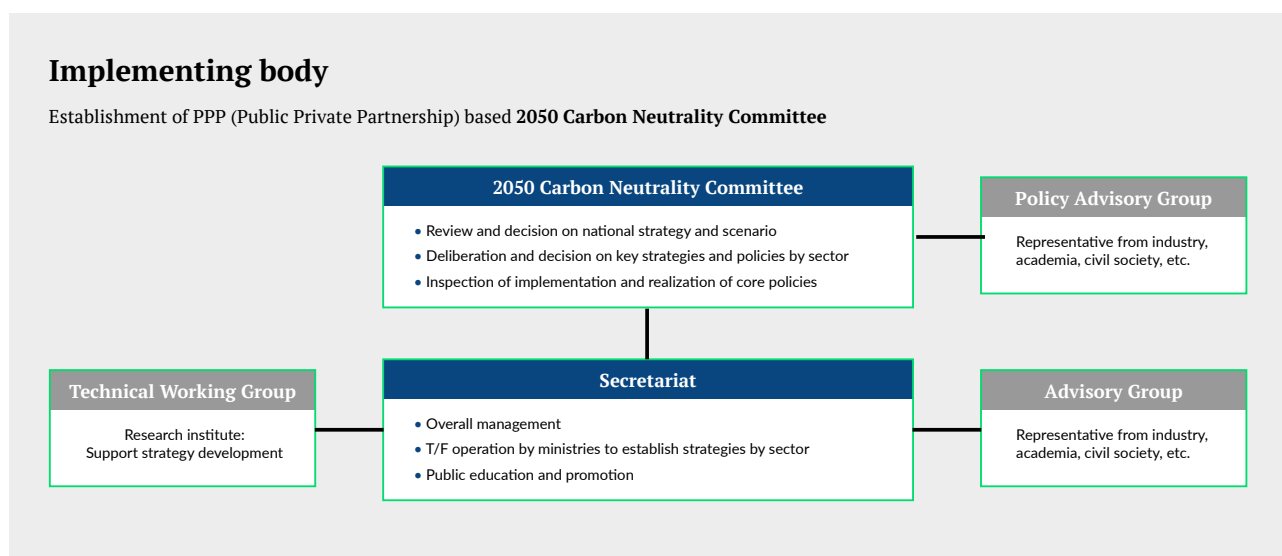 Implementing body
Establishment of PPP (Public Private Partnership) based 2050 Carbon Neutrality Committee
2050 Carbon Neutrality Committee
• Review and decision on national strategy and scenario
• Deliberation and decision on key strategies and policies by sector
• Inspection of implementation and realization of core policies
Policy Advisory Group
Representative from industry,
academia, civil society, etc.
Technical Working Group
Research institute:
Support strategy development
Secretariat
• Overall management
• T/F operation by ministries to establish strategies by sector
• Public education and promotion
Advisory Group
Representative from industry,
academia, civil society, etc.